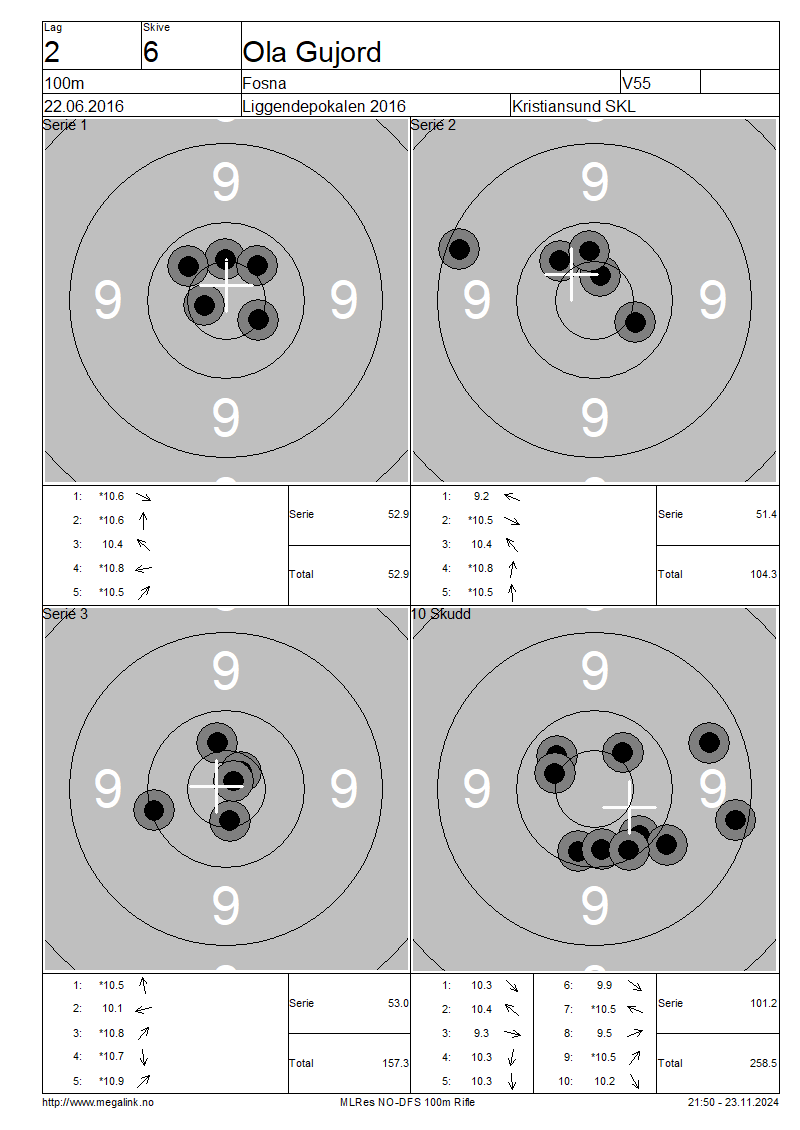 Lag Skive
2 6 Ola Gujord
100m Fosna V55
22.06.2016 Liggendepokalen 2016 Kristiansund SKL
Serie 1 Serie 2
9 9
9 9 9 9
9 9
1: *10.6 1: 9.2
Serie 52.9 Serie 51.4
2: *10.6 2: *10.5
3: 10.4 3: 10.4
4: *10.8 4: *10.8
Total 52.9 Total 104.3
5: *10.5 5: *10.5
Serie 3 10 Skudd
9 9
9 9 9 9
9 9
1: *10.5 1: 10.3 6: 9.9
Serie 53.0 Serie 101.2
2: 10.1 2: 10.4 7: *10.5
3: *10.8 3: 9.3 8: 9.5
4: *10.7 4: 10.3 9: *10.5
Total 157.3 Total 258.5
5: *10.9 5: 10.3 10: 10.2
http://www.megalink.no MLRes NO-DFS 100m Rifle 21:50 - 23.11.2024